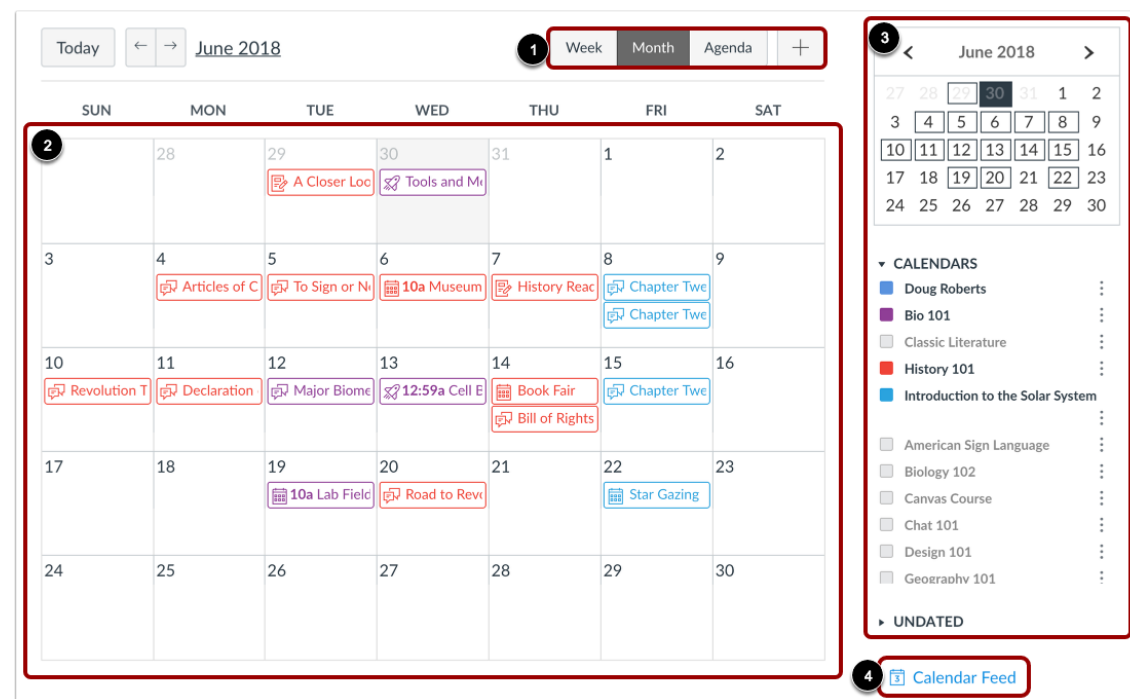 Today ← → June 2018
1 Week Month Agenda +
SUN MON TUE WED THU FRI SAT
2
28 29 30 31 1 2
A Closer Loo Tools and Me
3 4 5 6 7 8 9
Articles of C To Sign or No 10a Museum History Reac Chapter Twe
Chapter Twe
10 11 12 13 14 15 16
Revolution T Declaration Major Biome 12:59a Cell E Book Fair Chapter Twe
Bill of Rights
17 18 19 20 21 22 23
10a Lab Field Road to Revo Star Gazing
24 25 26 27 28 29 30
3
< June 2018 >
27 28 29 30 31 1 2
3 4 5 6 7 8 9
10 11 12 13 14 15 16
17 18 19 20 21 22 23
24 25 26 27 28 29 30
CALENDARS
Doug Roberts
Bio 101
Classic Literature
History 101
Introduction to the Solar System
American Sign Language
Biology 102
Canvas Course
Chat 101
Design 101
Geography 101
UNDATED
4 Calendar Feed